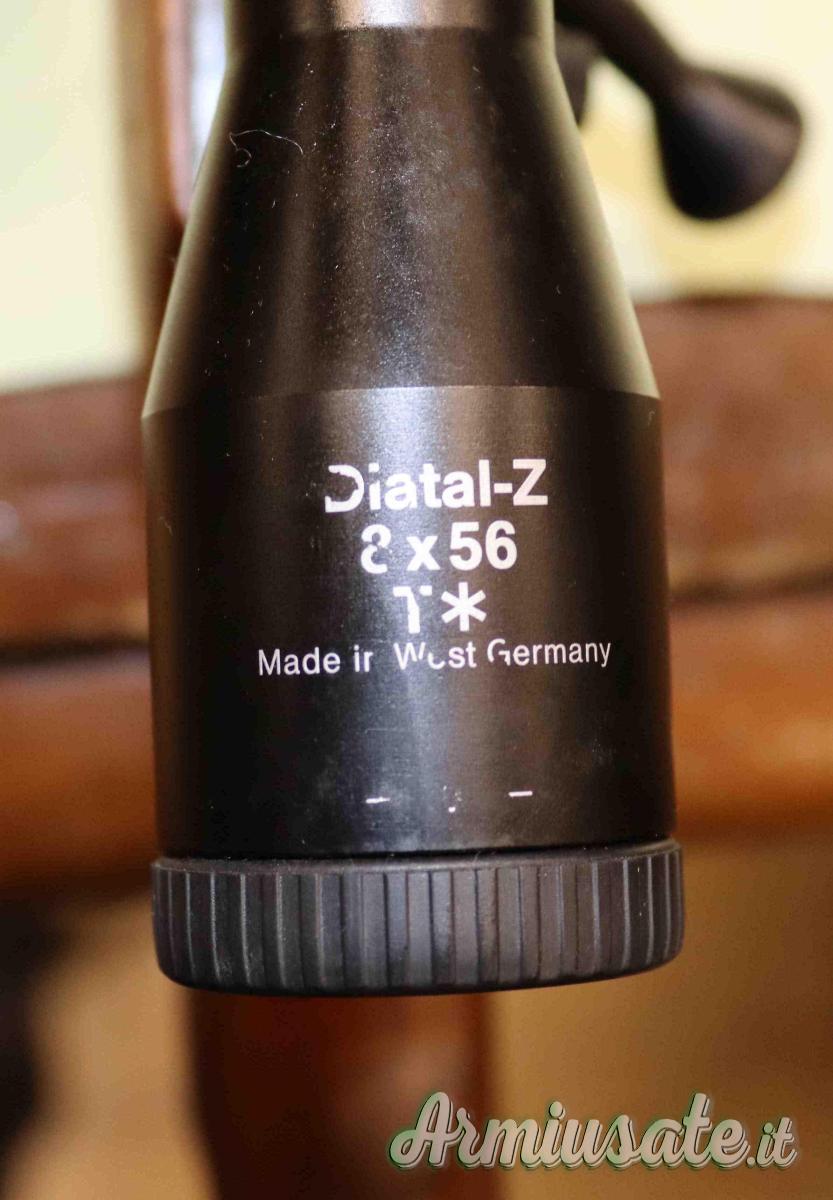 Diatal-Z
8 x 56
T*
Made in West Germany
Armiusate.it